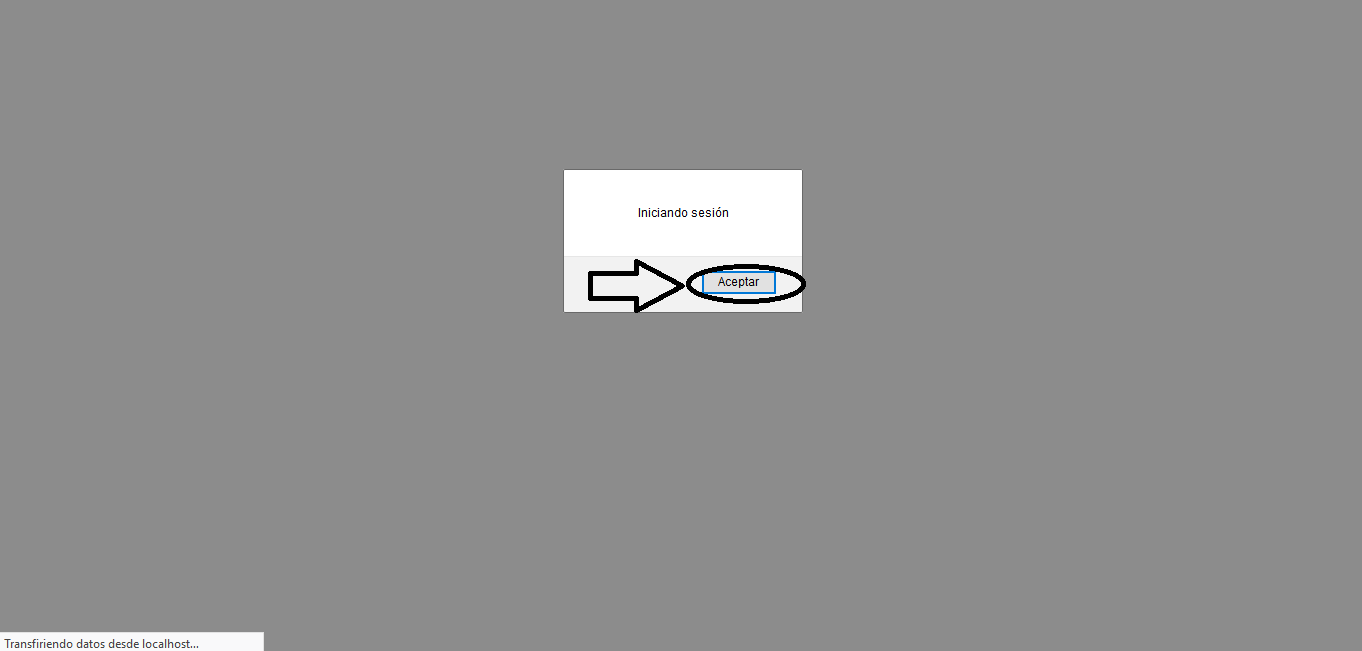 Iniciando sesión
Aceptar
Transfiriendo datos desde localhost...